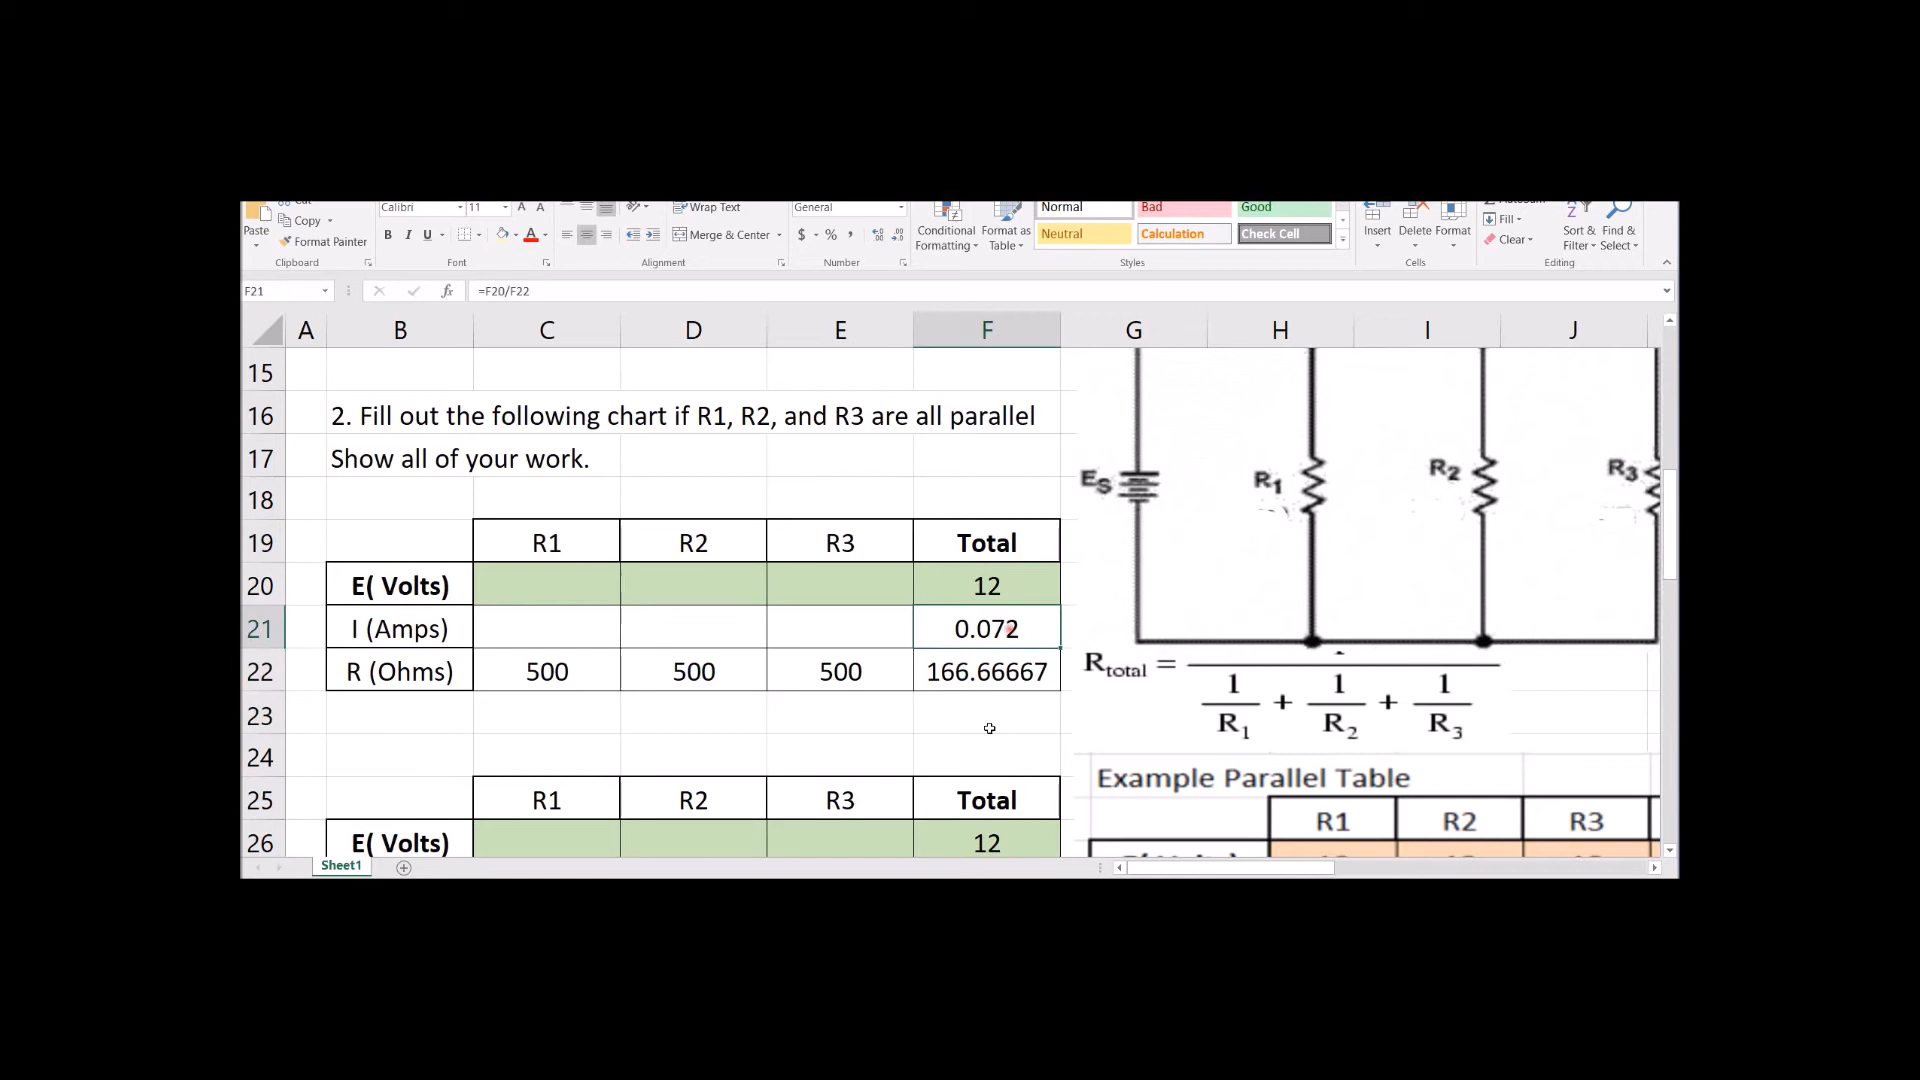 Paste
Copy
Format Painter
Clipboard
Calibri 11 A A
B I U A
Font
Wrap Text
Merge & Center
Alignment
General
$ % ,
Number
Conditional Formatting
Format as Table
Normal Bad Good
Neutral Calculation Check Cell
Styles
Insert Delete Format
Cells
Fill
Clear
Sort & Filter
Find & Select
Editing
F21 fx =F20/F22
A B C D E F G H I J
15
16 2. Fill out the following chart if R1, R2, and R3 are all parallel
17 Show all of your work.
18
19 R1 R2 R3 Total
20 E( Volts) 12
21 I (Amps) 0.072
22 R (Ohms) 500 500 500 166.66667
23
24
25 R1 R2 R3 Total
26 E( Volts) 12
ES R1 R2 R3
Rtotal =
1 + 1 + 1
R1 R2 R3
Example Parallel Table
R1 R2 R3
Sheet1